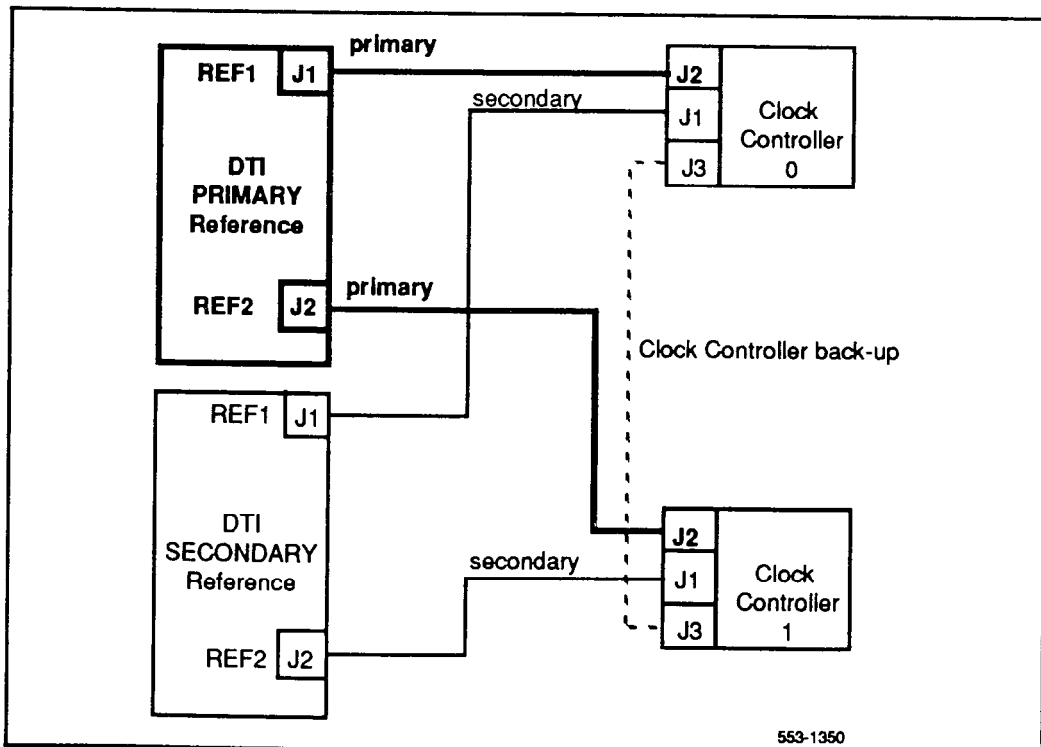 primary
REF1 J1
J2
secondary
J1
Clock
Controller
0
J3
DTI
PRIMARY
Reference
primary
REF2 J2
Clock Controller back-up
REF1 J1
DTI
SECONDARY
Reference
J2
secondary
J1
Clock
Controller
1
J3
REF2 J2
553-1350